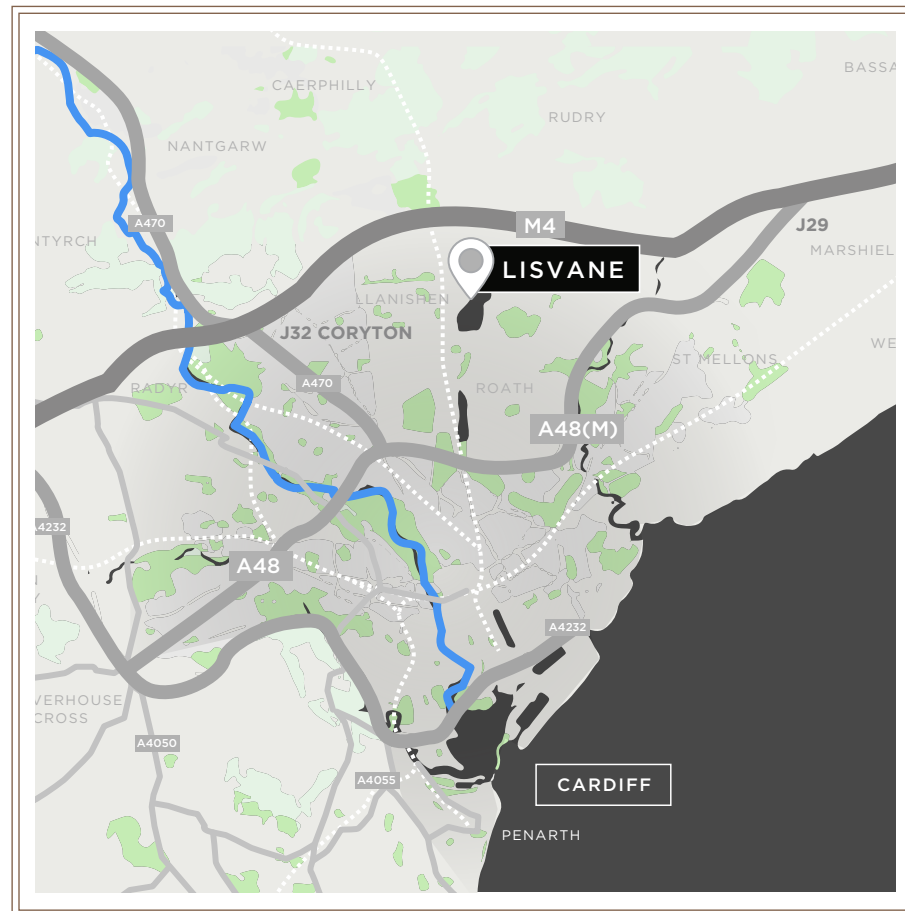 BASSA
CAERPHILLY
RUDRY
NANTGARW
A470
M4
J29
NTYRCH
MARSHIEL
LISVANE
LLANISHEN
J32 CORYTON
WE
ST MELLONS
A470
RADYR
ROATH
A48(M)
A4232
A48
A4232
VERHOUSE
CROSS
A4050
A4055
CARDIFF
PENARTH